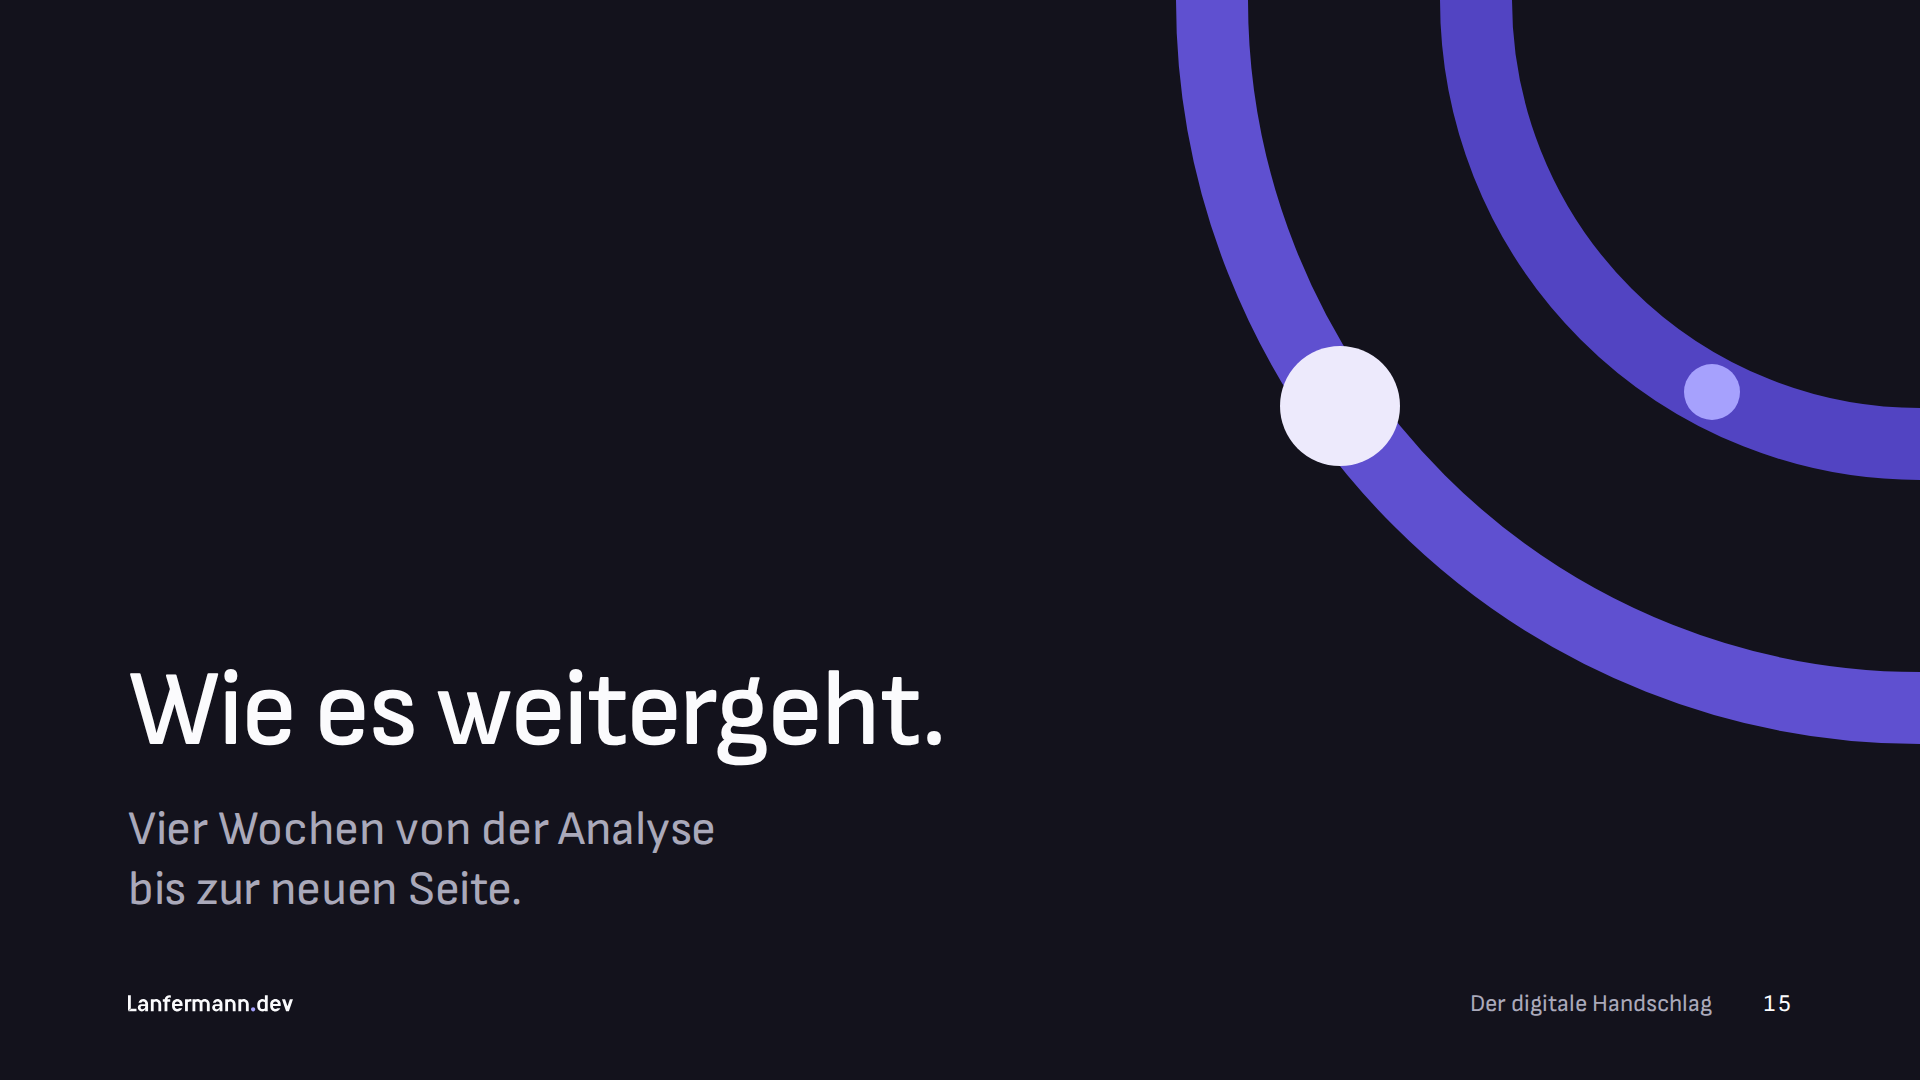 Wie es weitergeht.
Vier Wochen von der Analyse
bis zur neuen Seite.
Lanfermann.dev
Der digitale Handschlag 15